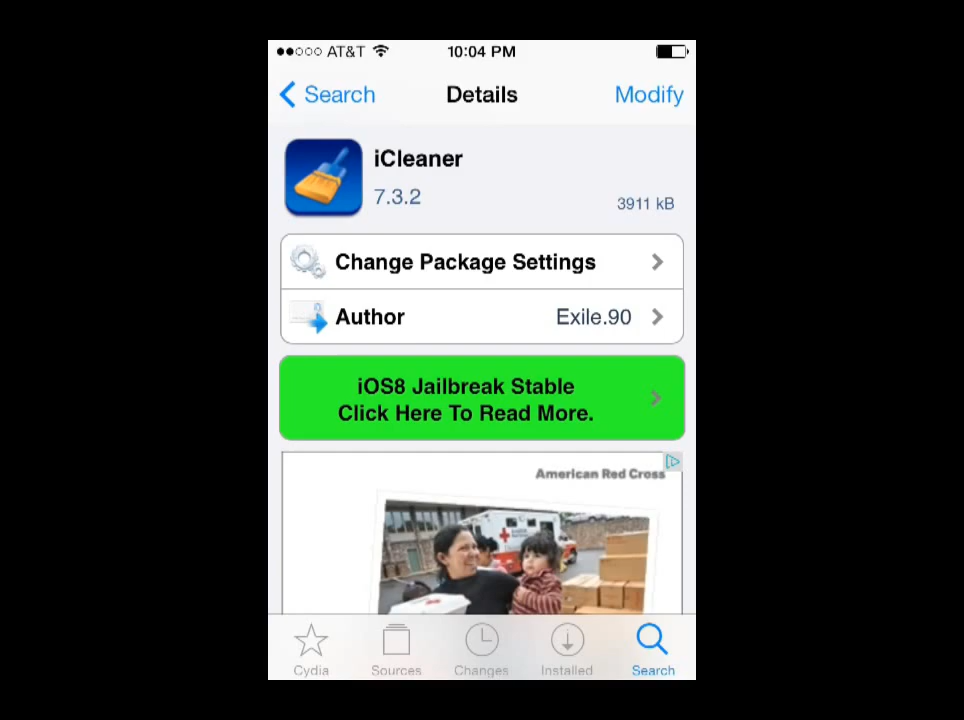 AT&T 10:04 PM
Search Details Modify
iCleaner
7.3.2
3911 kB
Change Package Settings
Author Exile.90
iOS8 Jailbreak Stable
Click Here To Read More.
American Red Cross
Cydia Sources Changes Installed Search